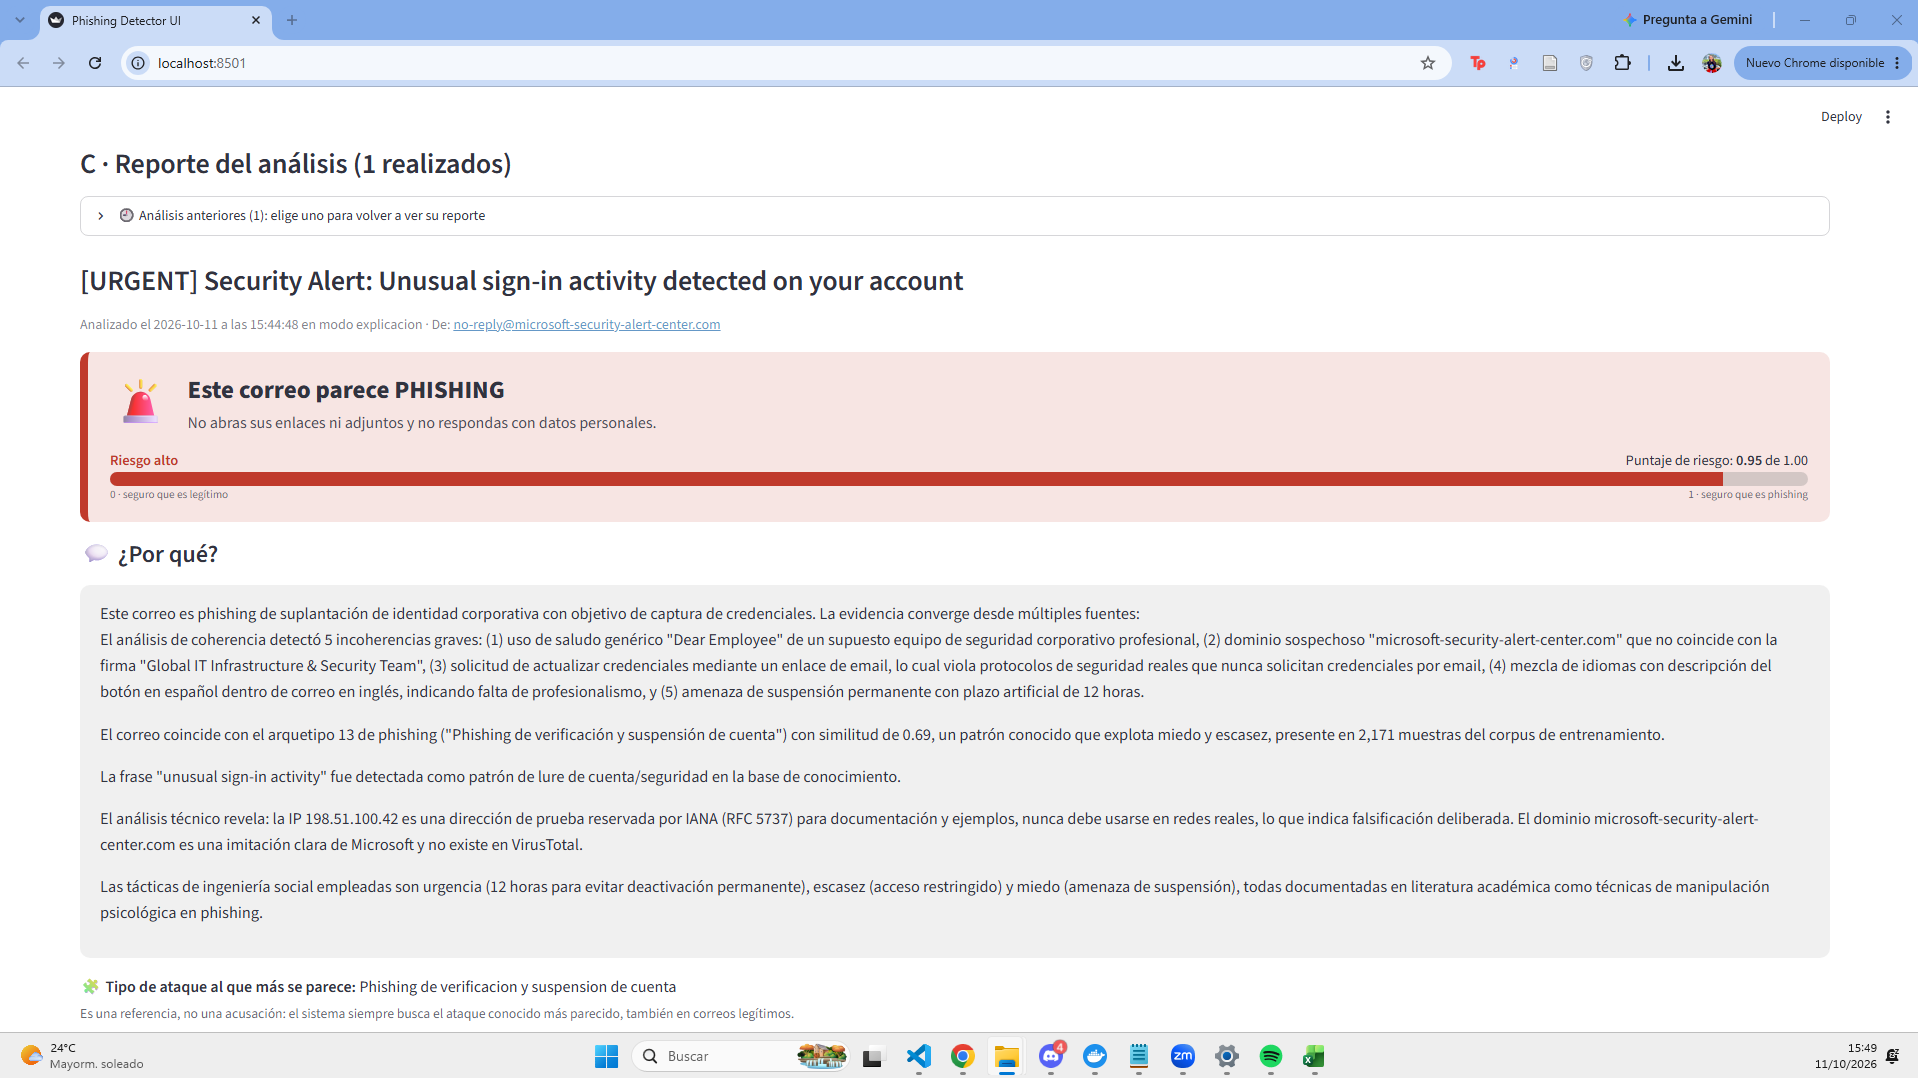 Phishing Detector UI
Pregunta a Gemini
localhost:8501
Tp
Nuevo Chrome disponible
Deploy
C · Reporte del análisis (1 realizados)
Análisis anteriores (1): elige uno para volver a ver su reporte
[URGENT] Security Alert: Unusual sign-in activity detected on your account
Analizado el 2026-10-11 a las 15:44:48 en modo explicacion · De: no-reply@microsoft-security-alert-center.com
Este correo parece PHISHING
No abras sus enlaces ni adjuntos y no respondas con datos personales.
Riesgo alto
Puntaje de riesgo: 0.95 de 1.00
0 · seguro que es legítimo
1 · seguro que es phishing
¿Por qué?
Este correo es phishing de suplantación de identidad corporativa con objetivo de captura de credenciales. La evidencia converge desde múltiples fuentes:
El análisis de coherencia detectó 5 incoherencias graves: (1) uso de saludo genérico "Dear Employee" de un supuesto equipo de seguridad corporativo profesional, (2) dominio sospechoso "microsoft-security-alert-center.com" que no coincide con la
firma "Global IT Infrastructure & Security Team", (3) solicitud de actualizar credenciales mediante un enlace de email, lo cual viola protocolos de seguridad reales que nunca solicitan credenciales por email, (4) mezcla de idiomas con descripción del
botón en español dentro de correo en inglés, indicando falta de profesionalismo, y (5) amenaza de suspensión permanente con plazo artificial de 12 horas.
El correo coincide con el arquetipo 13 de phishing ("Phishing de verificación y suspensión de cuenta") con similitud de 0.69, un patrón conocido que explota miedo y escasez, presente en 2,171 muestras del corpus de entrenamiento.
La frase "unusual sign-in activity" fue detectada como patrón de lure de cuenta/seguridad en la base de conocimiento.
El análisis técnico revela: la IP 198.51.100.42 es una dirección de prueba reservada por IANA (RFC 5737) para documentación y ejemplos, nunca debe usarse en redes reales, lo que indica falsificación deliberada. El dominio microsoft-security-alert-
center.com es una imitación clara de Microsoft y no existe en VirusTotal.
Las tácticas de ingeniería social empleadas son urgencia (12 horas para evitar deactivación permanente), escasez (acceso restringido) y miedo (amenaza de suspensión), todas documentadas en literatura académica como técnicas de manipulación
psicológica en phishing.
Tipo de ataque al que más se parece: Phishing de verificacion y suspension de cuenta
Es una referencia, no una acusación: el sistema siempre busca el ataque conocido más parecido, también en correos legítimos.
24°C
Mayorm. soleado
Buscar
4
zm
15:49
11/10/2026